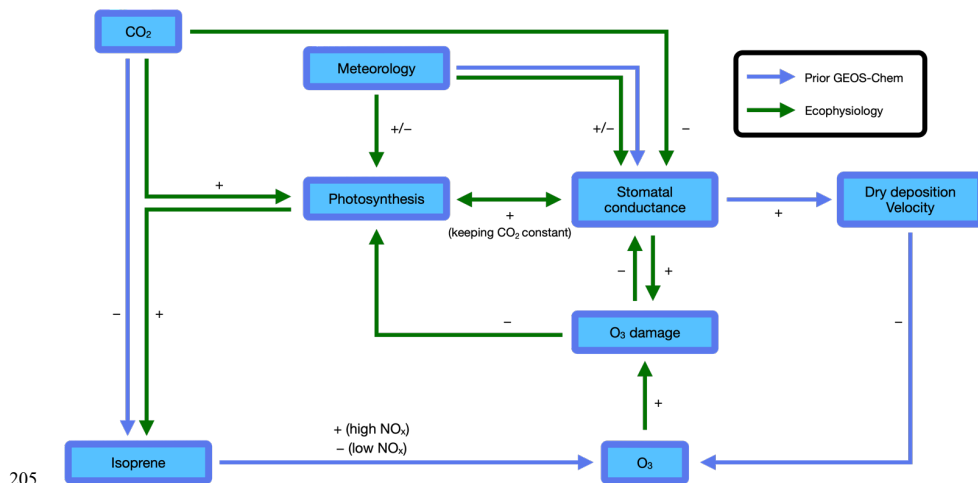 CO₂
Meteorology
Prior GEOS-Chem
Ecophysiology
+/–
+/–
–
+
Photosynthesis
+
(keeping CO₂ constant)
Stomatal
conductance
+
Dry deposition
Velocity
–
+
–
+
–
–
O₃ damage
+
+ (high NOₓ)
– (low NOₓ)
Isoprene
O₃
205